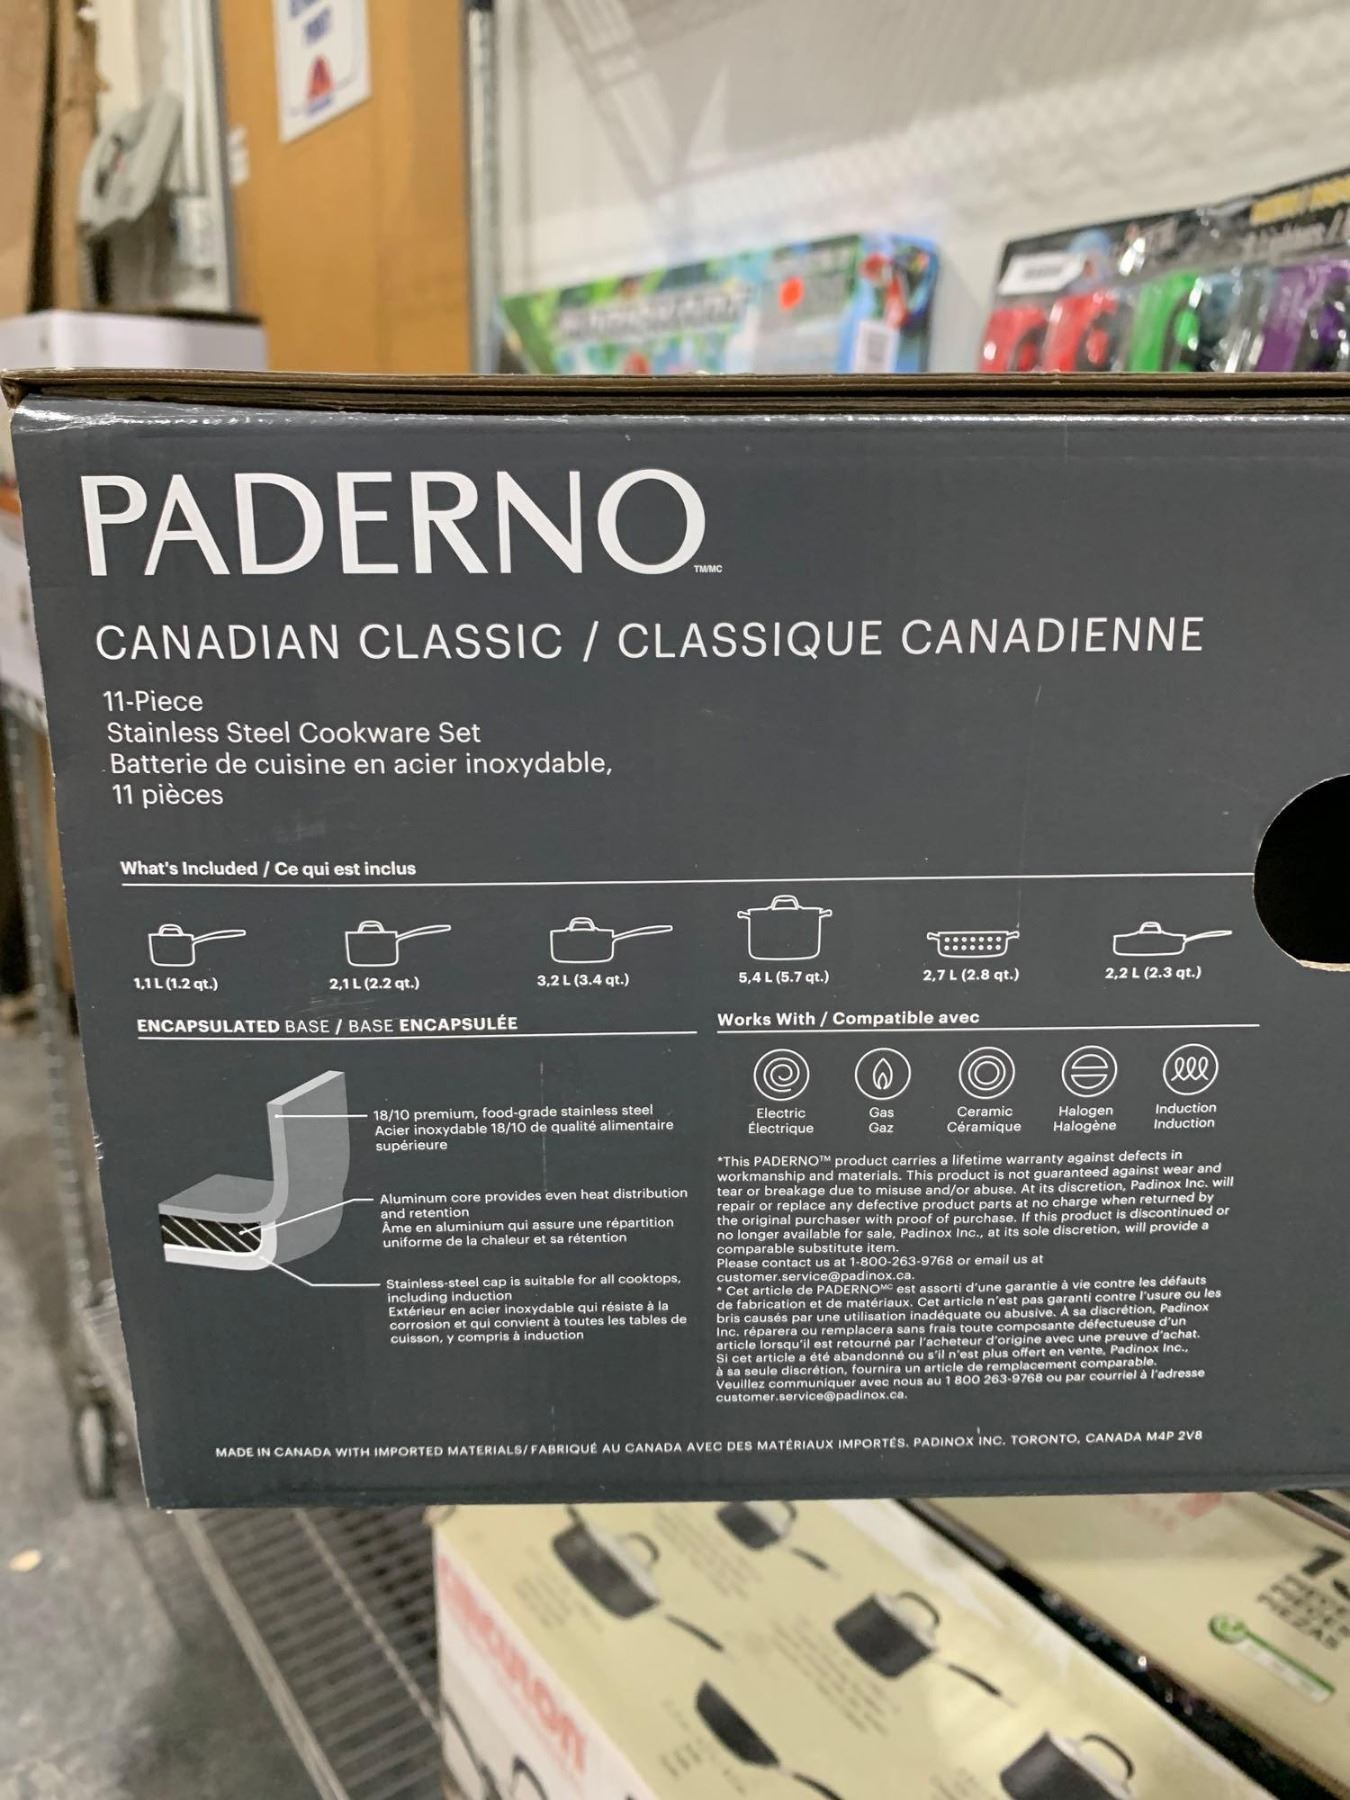 PADERNO
TM/MC
CANADIAN CLASSIC / CLASSIQUE CANADIENNE
11-Piece
Stainless Steel Cookware Set
Batterie de cuisine en acier inoxydable,
11 pièces
What's Included / Ce qui est inclus
1,1 L (1.2 qt.)
2,1 L (2.2 qt.)
3,2 L (3.4 qt.)
5,4 L (5.7 qt.)
2,7 L (2.8 qt.)
2,2 L (2.3 qt.)
ENCAPSULATED BASE / BASE ENCAPSULÉE
18/10 premium, food-grade stainless steel
Acier inoxydable 18/10 de qualité alimentaire
supérieure
Aluminum core provides even heat distribution
and retention
Âme en aluminium qui assure une répartition
uniforme de la chaleur et sa rétention
Stainless-steel cap is suitable for all cooktops,
including induction
Extérieur en acier inoxydable qui résiste à la
corrosion et qui convient à toutes les tables de
cuisson, y compris à induction
Works With / Compatible avec
Electric
Électrique
Gas
Gaz
Ceramic
Céramique
Halogen
Halogène
Induction
Induction
*This PADERNO™ product carries a lifetime warranty against defects in
workmanship and materials. This product is not guaranteed against wear and
tear or breakage due to misuse and/or abuse. At its discretion, Padinox Inc. will
repair or replace any defective product parts at no charge when returned by
the original purchaser with proof of purchase. If this product is discontinued or
no longer available for sale, Padinox Inc., at its sole discretion, will provide a
comparable substitute item.
Please contact us at 1-800-263-9768 or email us at
customer.service@padinox.ca.
* Cet article de PADERNOᴹᶜ est assorti d'une garantie à vie contre les défauts
de fabrication et de matériaux. Cet article n'est pas garanti contre l'usure ou les
bris causés par une utilisation inadéquate ou abusive. À sa discrétion, Padinox
Inc. réparera ou remplacera sans frais toute composante défectueuse d'un
article lorsqu'il est retourné par l'acheteur d'origine avec une preuve d'achat.
Si cet article a été abandonné ou s'il n'est plus offert en vente, Padinox Inc.,
à sa seule discrétion, fournira un article de remplacement comparable.
Veuillez communiquer avec nous au 1 800 263-9768 ou par courriel à l'adresse
customer.service@padinox.ca.
MADE IN CANADA WITH IMPORTED MATERIALS/ FABRIQUÉ AU CANADA AVEC DES MATÉRIAUX IMPORTÉS. PADINOX INC. TORONTO, CANADA M4P 2V8